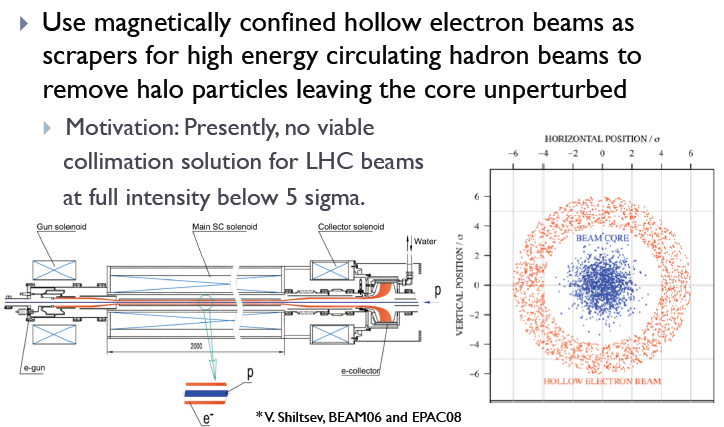 Use magnetically confined hollow electron beams as
scrapers for high energy circulating hadron beams to
remove halo particles leaving the core unperturbed
Motivation: Presently, no viable
collimation solution for LHC beams
at full intensity below 5 sigma.
HORIZONTAL POSITION / σ
-6 -4 -2 0 2 4 6
VERTICAL POSITION / σ
6
4
2
0
-2
-4
-6
BEAM CORE
HOLLOW ELECTRON BEAM
Gun solenoid
Main SC solenoid
Collector solenoid
Water
p
2000
e-gun
e-collector
p
e-
*V. Shiltsev, BEAM06 and EPAC08